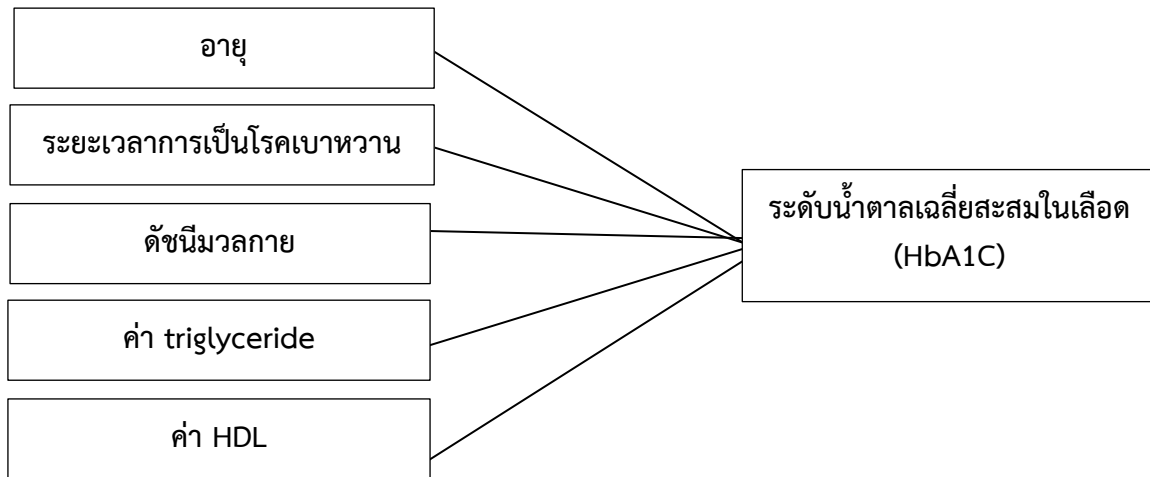 อายุ
ระยะเวลาการเป็นโรคเบาหวาน
ดัชนีมวลกาย
ค่า triglyceride
ค่า HDL
ระดับน้ำตาลเฉลี่ยสะสมในเลือด
(HbA1C)